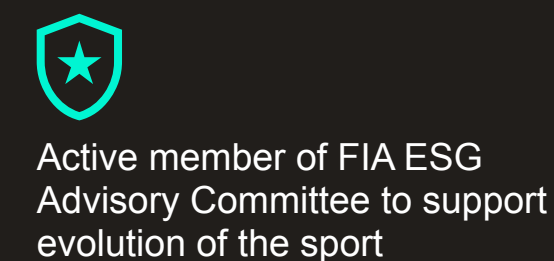 Active member of FIA ESG
Advisory Committee to support
evolution of the sport